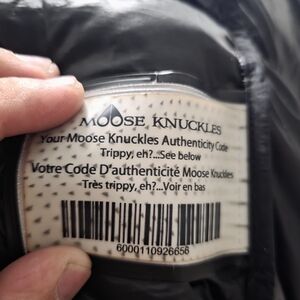 MOOSE KNUCKLES
Your Moose Knuckles Authenticity Code
Trippy, eh?...See below
Votre Code D'authenticité Moose Knuckles
Très trippy, eh?...Voir en bas
6000110926656